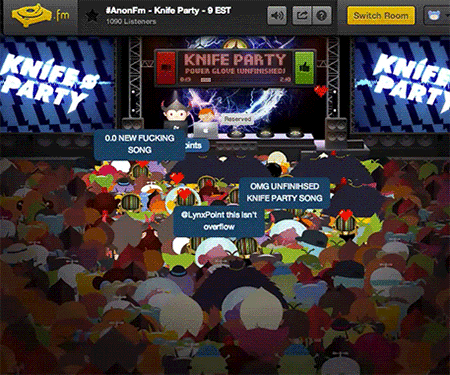 .fm
#AnonFm - Knife Party - 9 EST
1090 Listeners
Switch Room
KNIFE PARTY
KNIFE PARTY
POWER GLOVE (UNFINISHED)
KNIFE PARTY
Reserved
0.0 NEW FUCKING
SONG
points
OMG UNFINIHSED
KNIFE PARTY SONG
@LynxPoint this isn't
overflow